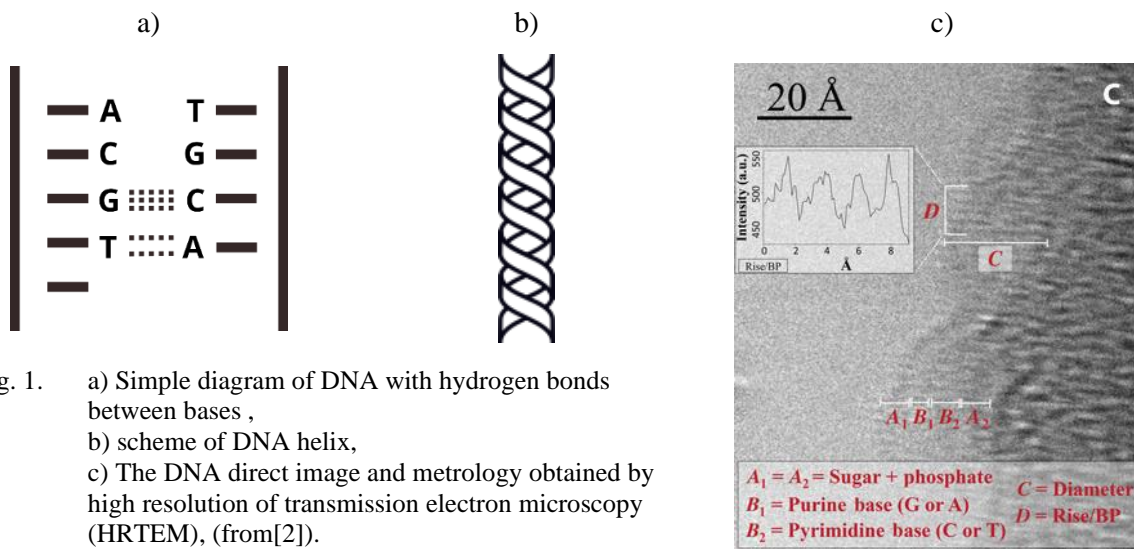 a)
b)
c)
A T
C G
G C
T A
g. 1. a) Simple diagram of DNA with hydrogen bonds
between bases ,
b) scheme of DNA helix,
c) The DNA direct image and metrology obtained by
high resolution of transmission electron microscopy
(HRTEM), (from[2]).
20 Å
C
Intensity (a.u.)
550
500
450
0 2 4 6 8
Å
Rise/BP
D
C
A1 B1 B2 A2
A1 = A2 = Sugar + phosphate
B1 = Purine base (G or A)
B2 = Pyrimidine base (C or T)
C = Diameter
D = Rise/BP